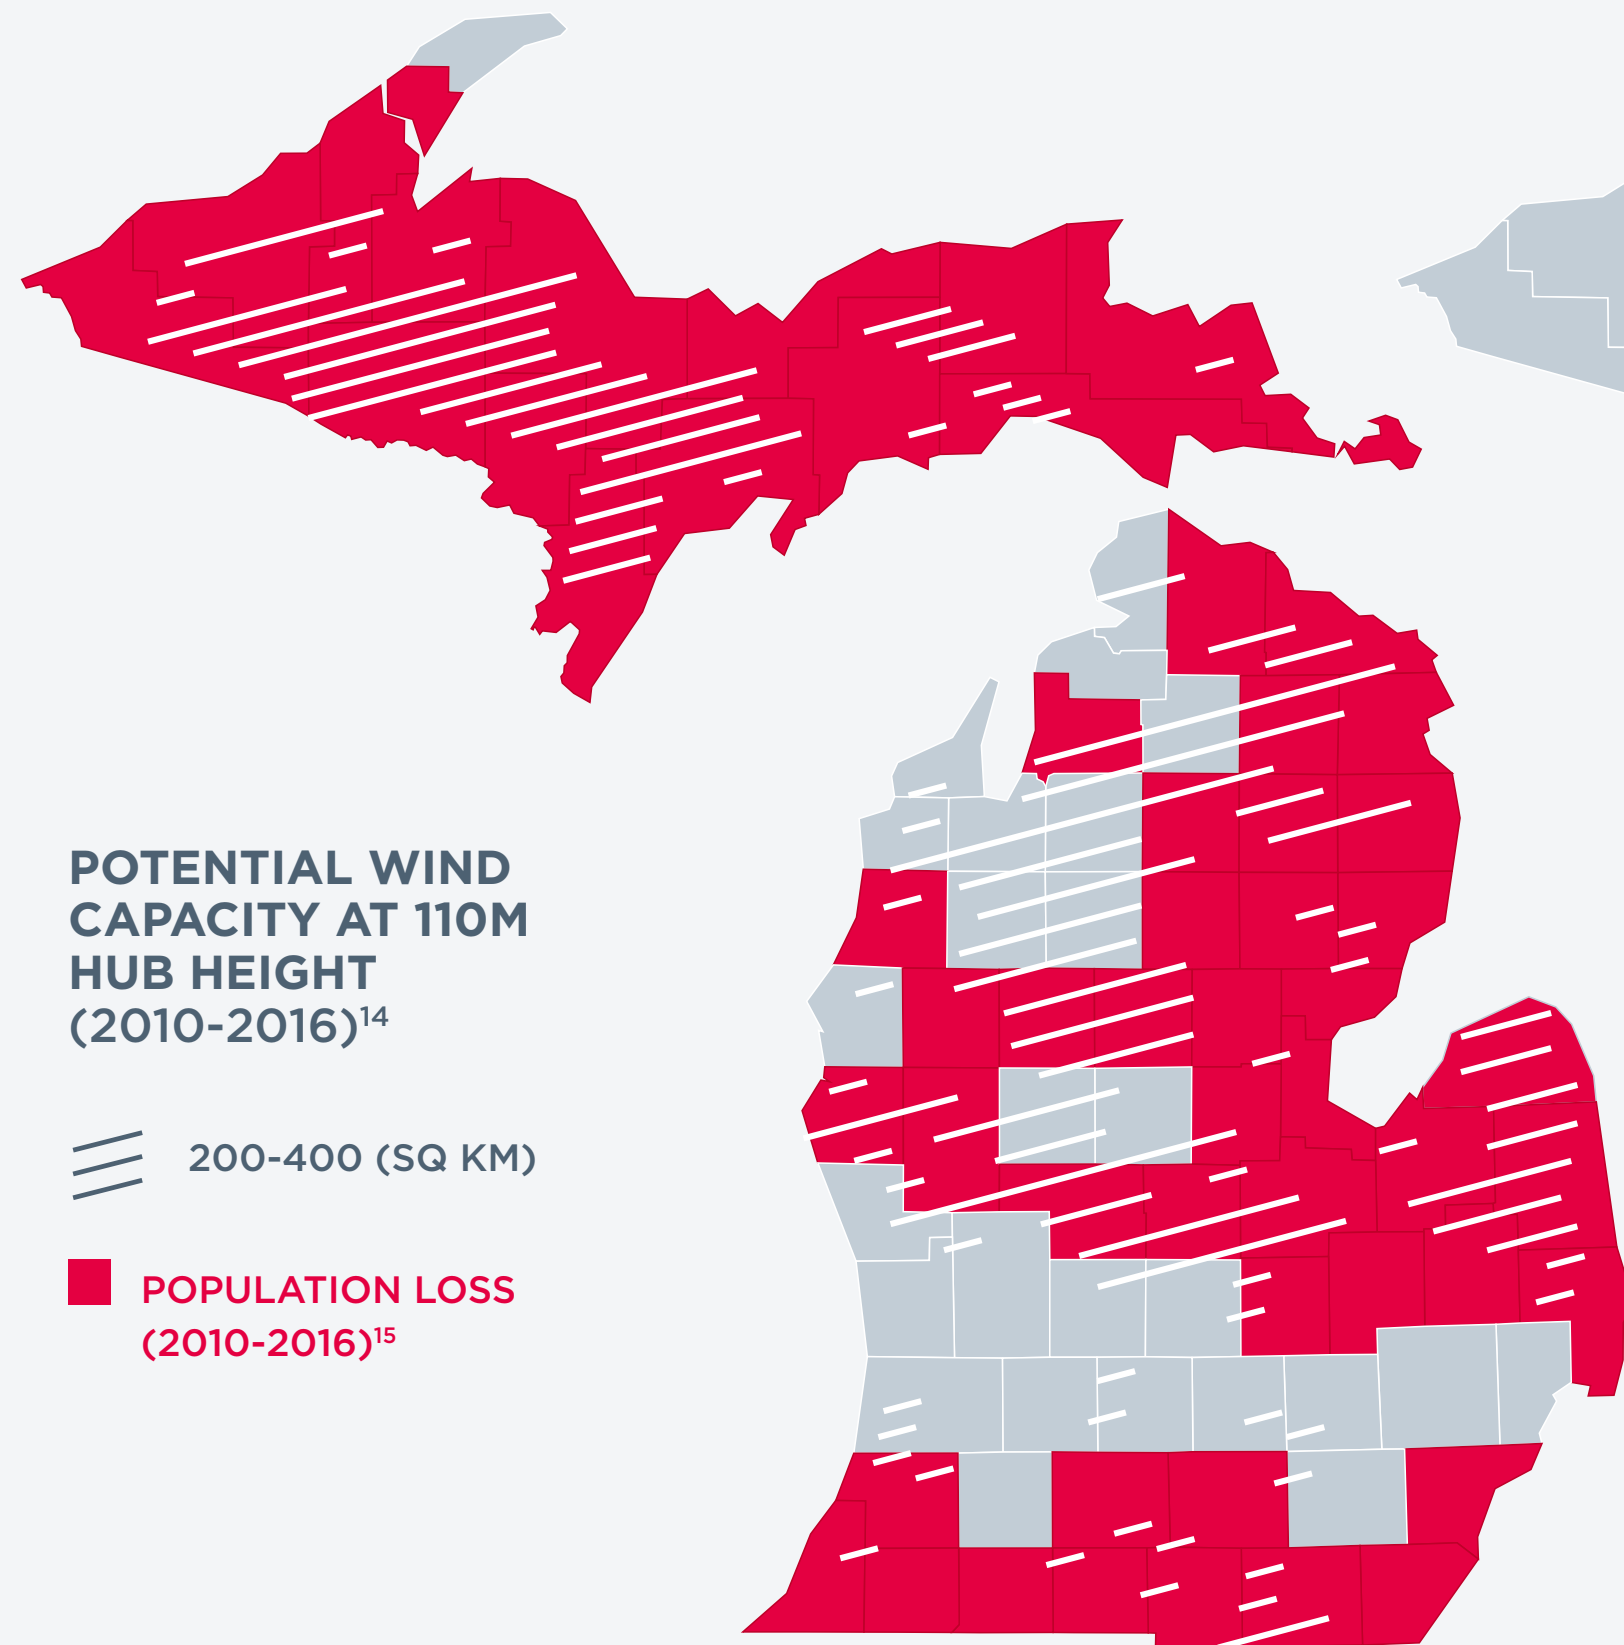 POTENTIAL WIND
CAPACITY AT 110M
HUB HEIGHT
(2010-2016)14
200-400 (SQ KM)
POPULATION LOSS
(2010-2016)15